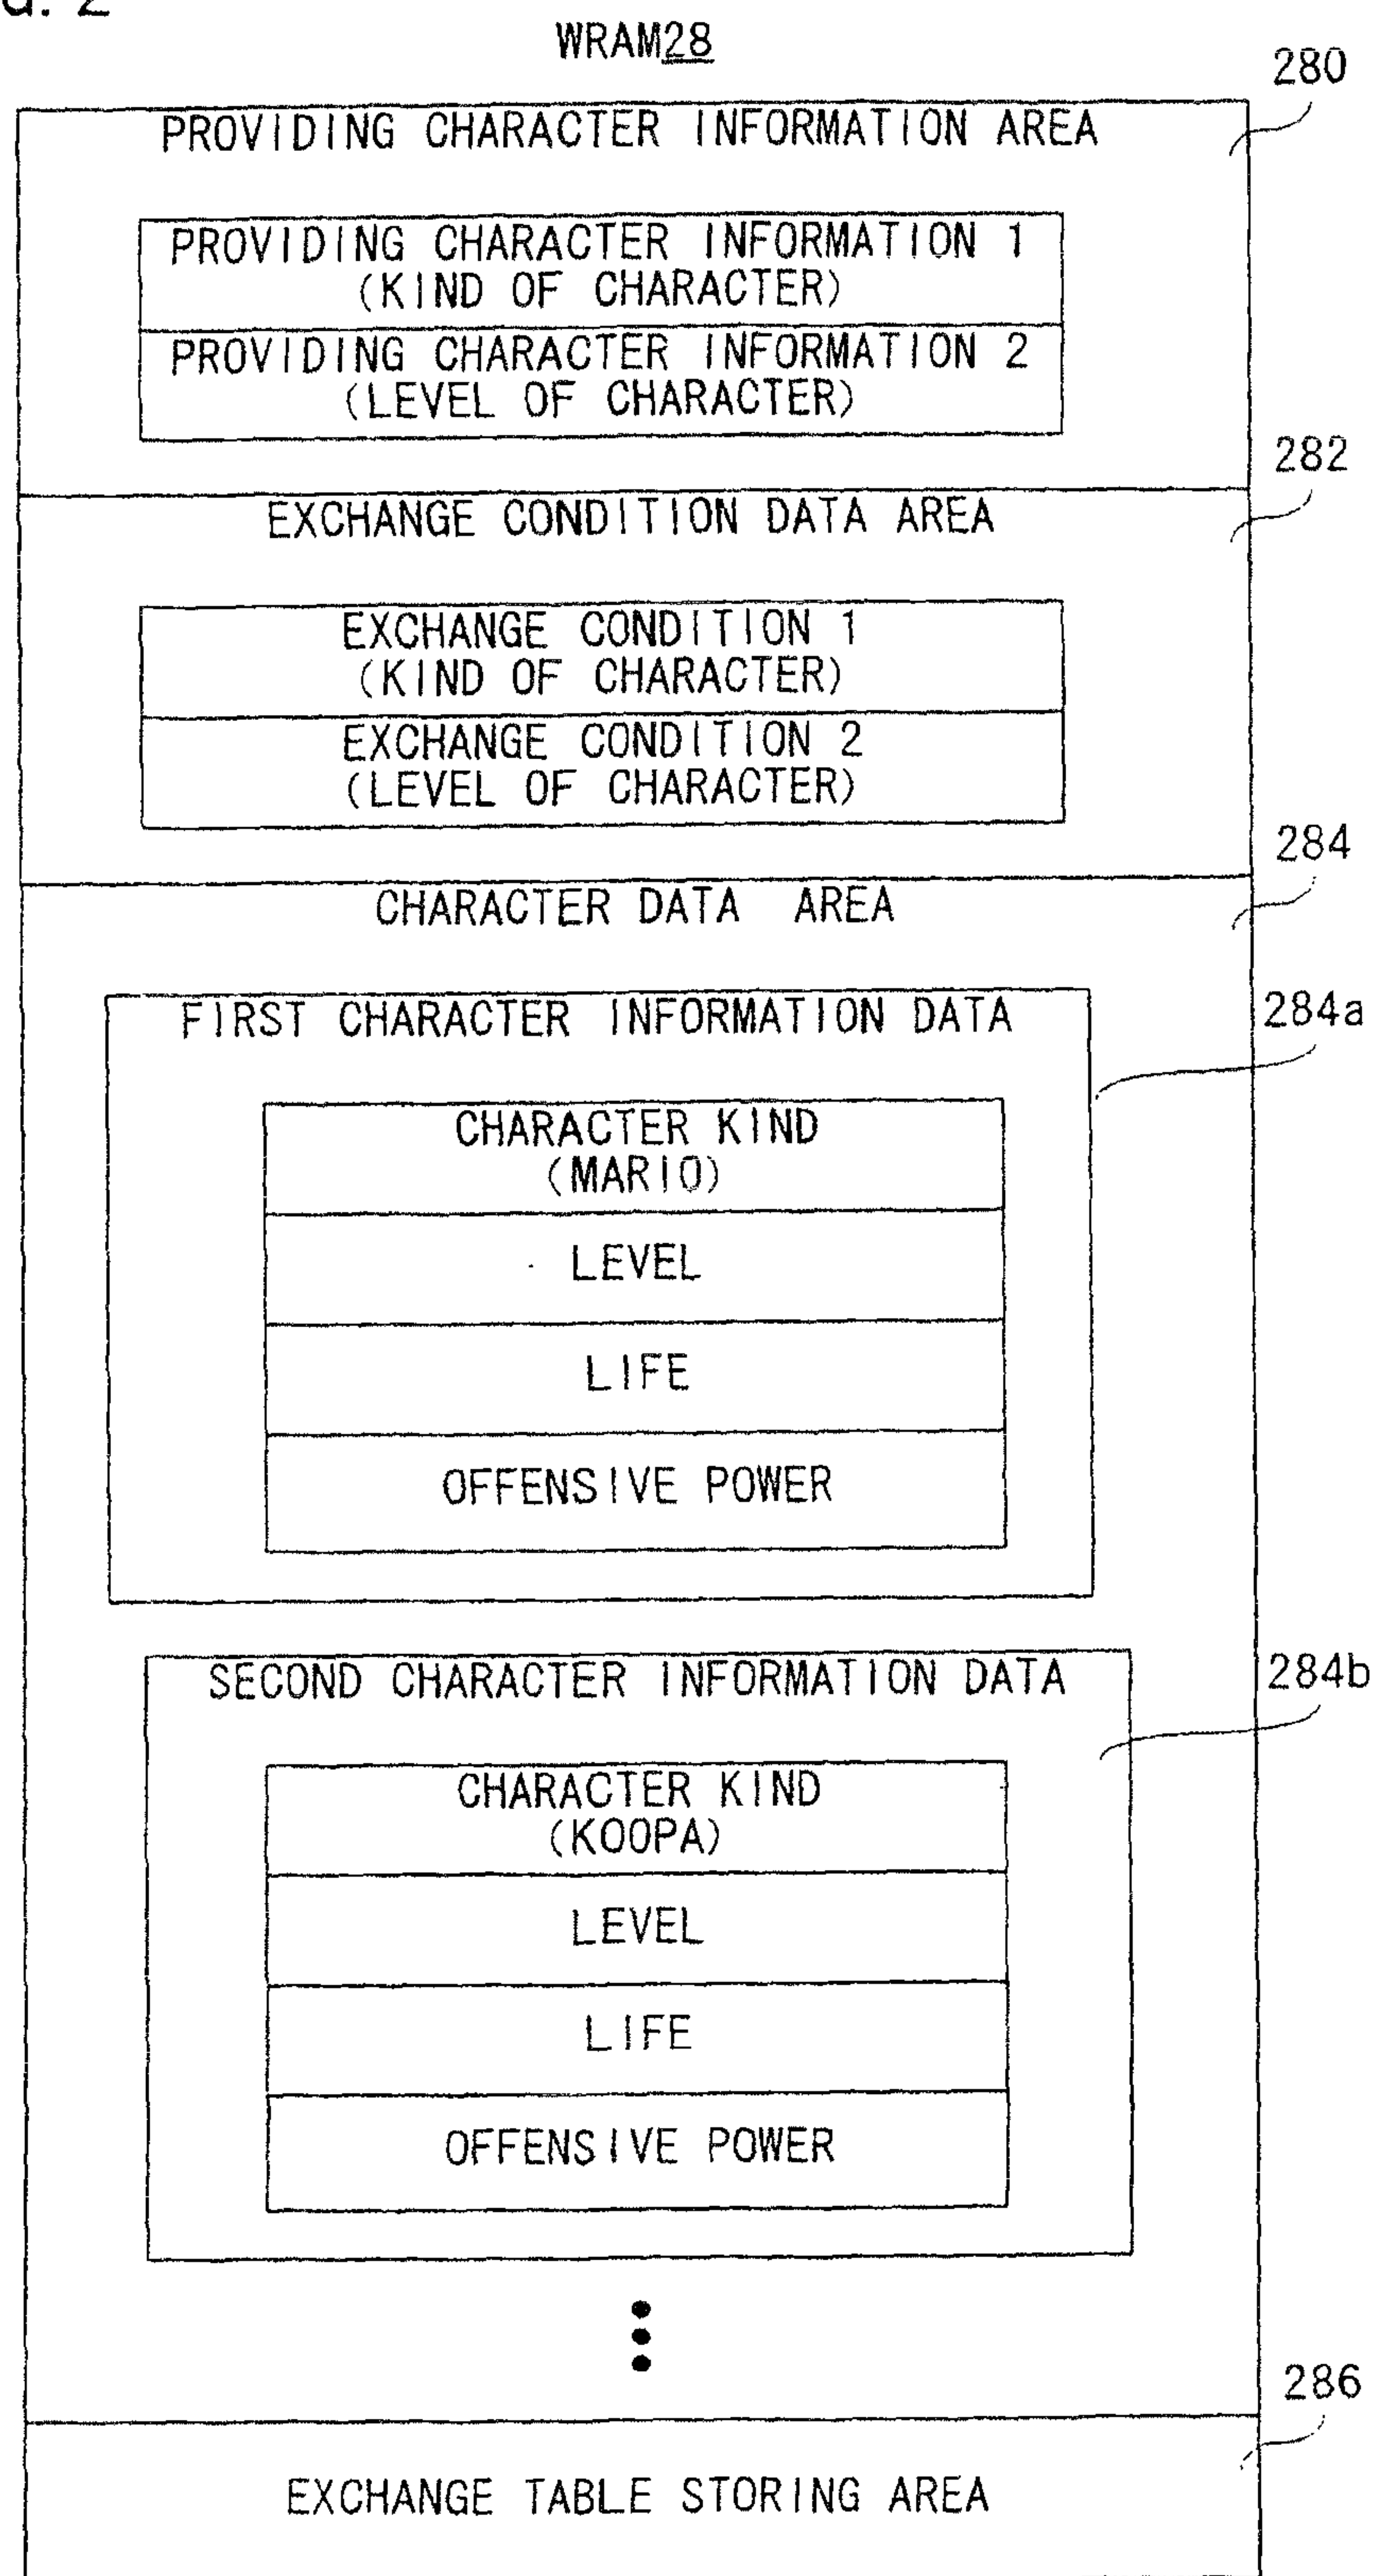 G. 2
WRAM28
280
PROVIDING CHARACTER INFORMATION AREA
PROVIDING CHARACTER INFORMATION 1
(KIND OF CHARACTER)
PROVIDING CHARACTER INFORMATION 2
(LEVEL OF CHARACTER)
282
EXCHANGE CONDITION DATA AREA
EXCHANGE CONDITION 1
(KIND OF CHARACTER)
EXCHANGE CONDITION 2
(LEVEL OF CHARACTER)
284
CHARACTER DATA AREA
284a
FIRST CHARACTER INFORMATION DATA
CHARACTER KIND
(MARIO)
LEVEL
LIFE
OFFENSIVE POWER
284b
SECOND CHARACTER INFORMATION DATA
CHARACTER KIND
(KOOPA)
LEVEL
LIFE
OFFENSIVE POWER
286
EXCHANGE TABLE STORING AREA